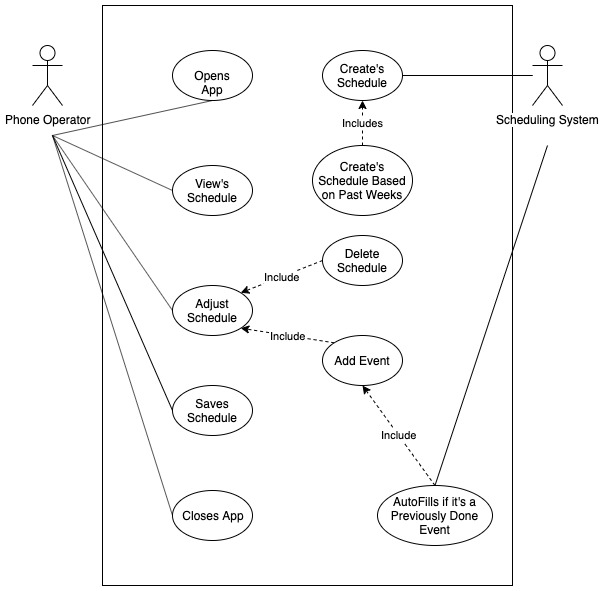 Opens
App
Create's
Schedule
Phone Operator
Scheduling System
Includes
View's
Schedule
Create's
Schedule Based
on Past Weeks
Delete
Schedule
Include
Adjust
Schedule
Include
Add Event
Saves
Schedule
Include
Closes App
AutoFills if it's a
Previously Done
Event